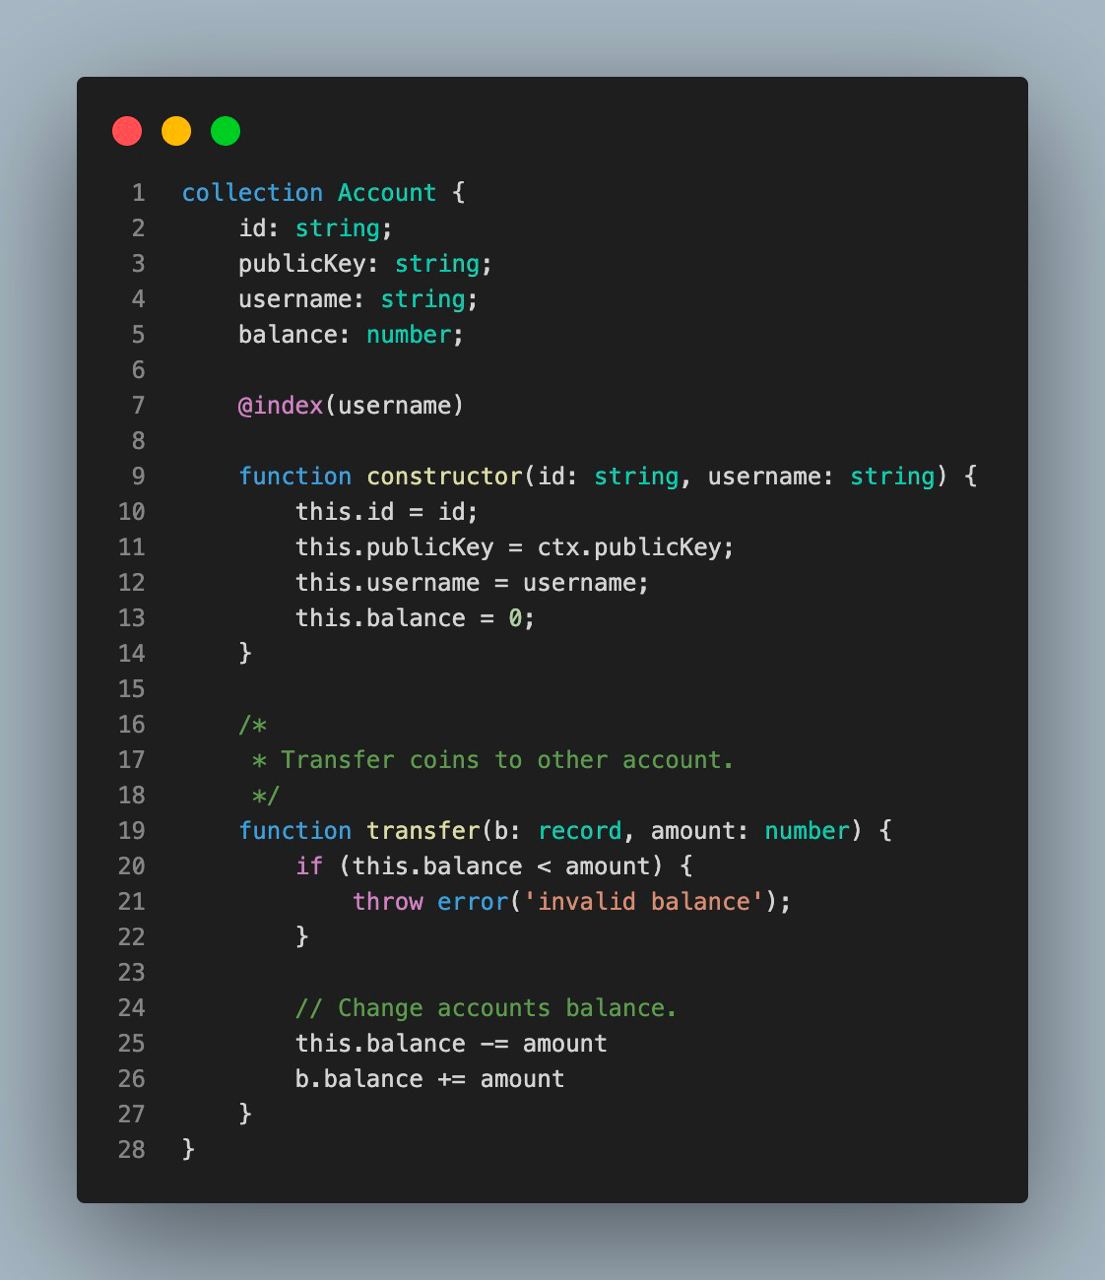 1 collection Account {
2     id: string;
3     publicKey: string;
4     username: string;
5     balance: number;
6
7     @index(username)
8
9     function constructor(id: string, username: string) {
10         this.id = id;
11         this.publicKey = ctx.publicKey;
12         this.username = username;
13         this.balance = 0;
14     }
15
16     /*
17      * Transfer coins to other account.
18      */
19     function transfer(b: record, amount: number) {
20         if (this.balance < amount) {
21             throw error('invalid balance');
22         }
23
24         // Change accounts balance.
25         this.balance -= amount
26         b.balance += amount
27     }
28 }